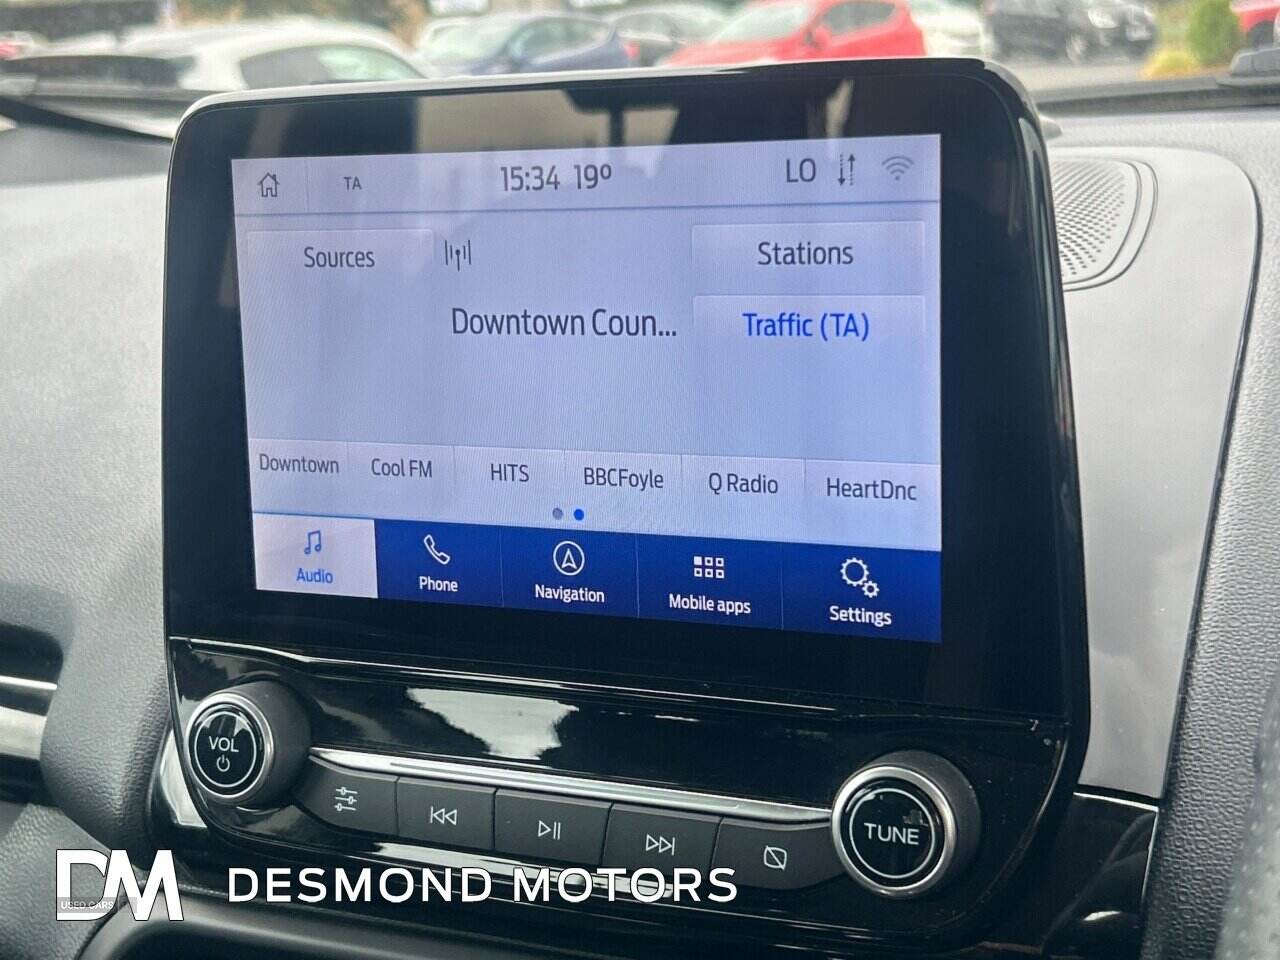 TA 15:34 19º LO
Sources Stations
Downtown Coun... Traffic (TA)
Downtown Cool FM HITS BBCFoyle Q Radio HeartDnc
Audio Phone Navigation Mobile apps Settings
VOL
TUNE
DM DESMOND MOTORS
USED CARS